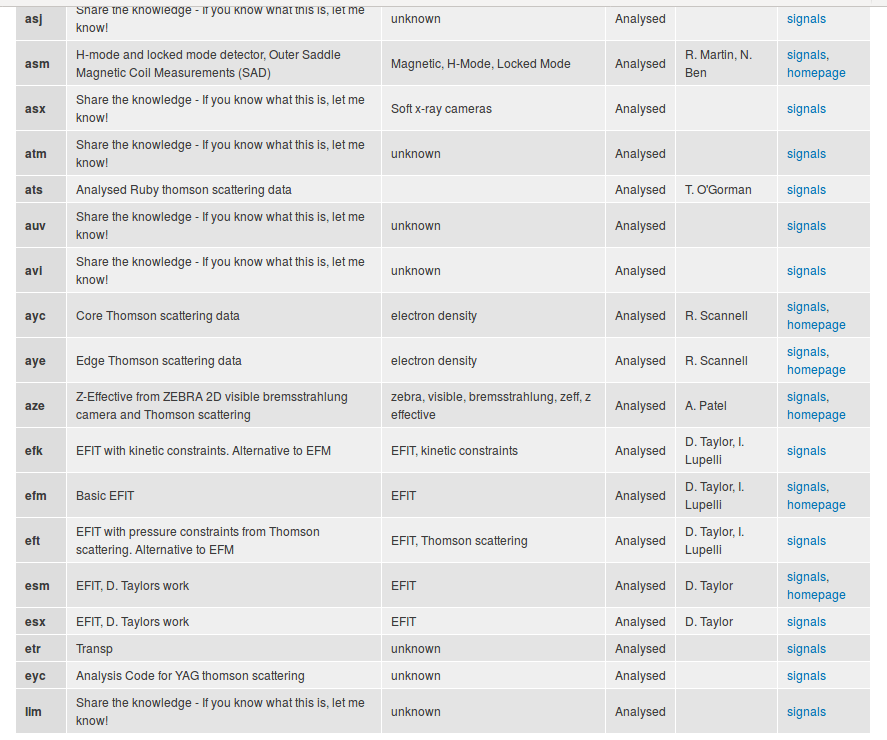 asj Share the knowledge - If you know what this is, let me unknown Analysed signals
know!
asm H-mode and locked mode detector, Outer Saddle Magnetic, H-Mode, Locked Mode Analysed R. Martin, N. signals,
Magnetic Coil Measurements (SAD) Ben homepage
asx Share the knowledge - If you know what this is, let me Soft x-ray cameras Analysed signals
know!
atm Share the knowledge - If you know what this is, let me unknown Analysed signals
know!
ats Analysed Ruby thomson scattering data Analysed T. O'Gorman signals
auv Share the knowledge - If you know what this is, let me unknown Analysed signals
know!
avi Share the knowledge - If you know what this is, let me unknown Analysed signals
know!
ayc Core Thomson scattering data electron density Analysed R. Scannell signals,
homepage
aye Edge Thomson scattering data electron density Analysed R. Scannell signals,
homepage
aze Z-Effective from ZEBRA 2D visible bremsstrahlung zebra, visible, bremsstrahlung, zeff, z Analysed A. Patel signals,
camera and Thomson scattering effective homepage
efk EFIT with kinetic constraints. Alternative to EFM EFIT, kinetic constraints Analysed D. Taylor, I. signals
Lupelli
efm Basic EFIT EFIT Analysed D. Taylor, I. signals,
Lupelli homepage
eft EFIT with pressure constraints from Thomson EFIT, Thomson scattering Analysed D. Taylor, I. signals
scattering. Alternative to EFM Lupelli
esm EFIT, D. Taylors work EFIT Analysed D. Taylor signals,
homepage
esx EFIT, D. Taylors work EFIT Analysed D. Taylor signals
etr Transp unknown Analysed signals
eyc Analysis Code for YAG thomson scattering unknown Analysed signals
lim Share the knowledge - If you know what this is, let me unknown Analysed signals
know!